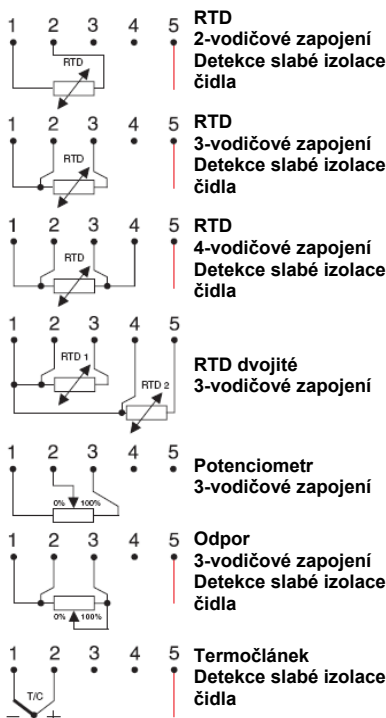 1 2 3 4 5
RTD
RTD
2-vodičové zapojení
Detekce slabé izolace
čidla
1 2 3 4 5
RTD
RTD
3-vodičové zapojení
Detekce slabé izolace
čidla
1 2 3 4 5
RTD
RTD
4-vodičové zapojení
Detekce slabé izolace
čidla
1 2 3 4 5
RTD 1
RTD 2
RTD dvojité
3-vodičové zapojení
1 2 3 4 5
0% 100%
Potenciometr
3-vodičové zapojení
1 2 3 4 5
0% 100%
Odpor
3-vodičové zapojení
Detekce slabé izolace
čidla
1 2 3 4 5
T/C
– +
Termočlánek
Detekce slabé izolace
čidla